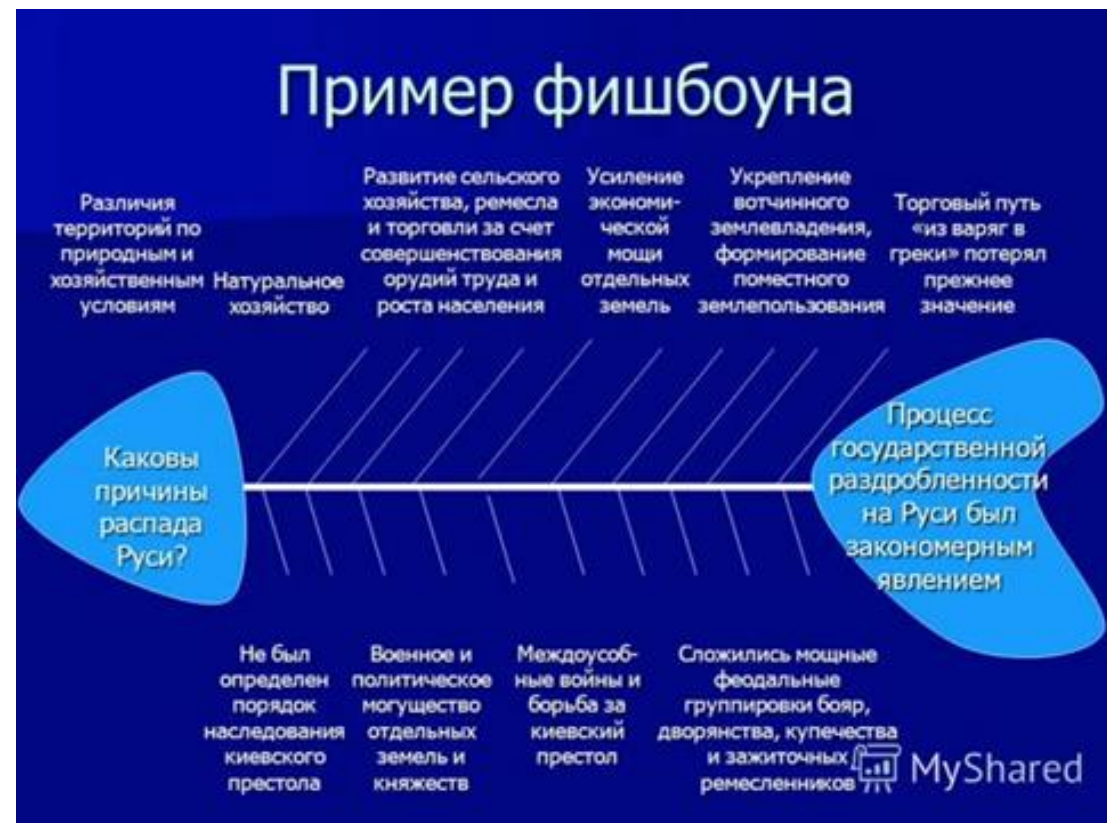 Пример фишбоуна
Различия
территорий по
природным и
хозяйственным
условиям
Натуральное
хозяйство
Развитие сельского
хозяйства, ремесла
и торговли за счет
совершенствования
орудий труда и
роста населения
Усиление
экономи-
ческой
мощи
отдельных
земель
Укрепление
вотчинного
землевладения,
формирование
поместного
землепользования
Торговый путь
«из варяг в
греки» потерял
прежнее
значение
Каковы
причины
распада
Руси?
Процесс
государственной
раздробленности
на Руси был
закономерным
явлением
Не был
определен
порядок
наследования
киевского
престола
Военное и
политическое
могущество
отдельных
земель и
княжеств
Междоусоб-
ные войны и
борьба за
киевский
престол
Сложились мощные
феодальные
группировки бояр,
дворянства, купечества
и зажиточных
ремесленников
MyShared